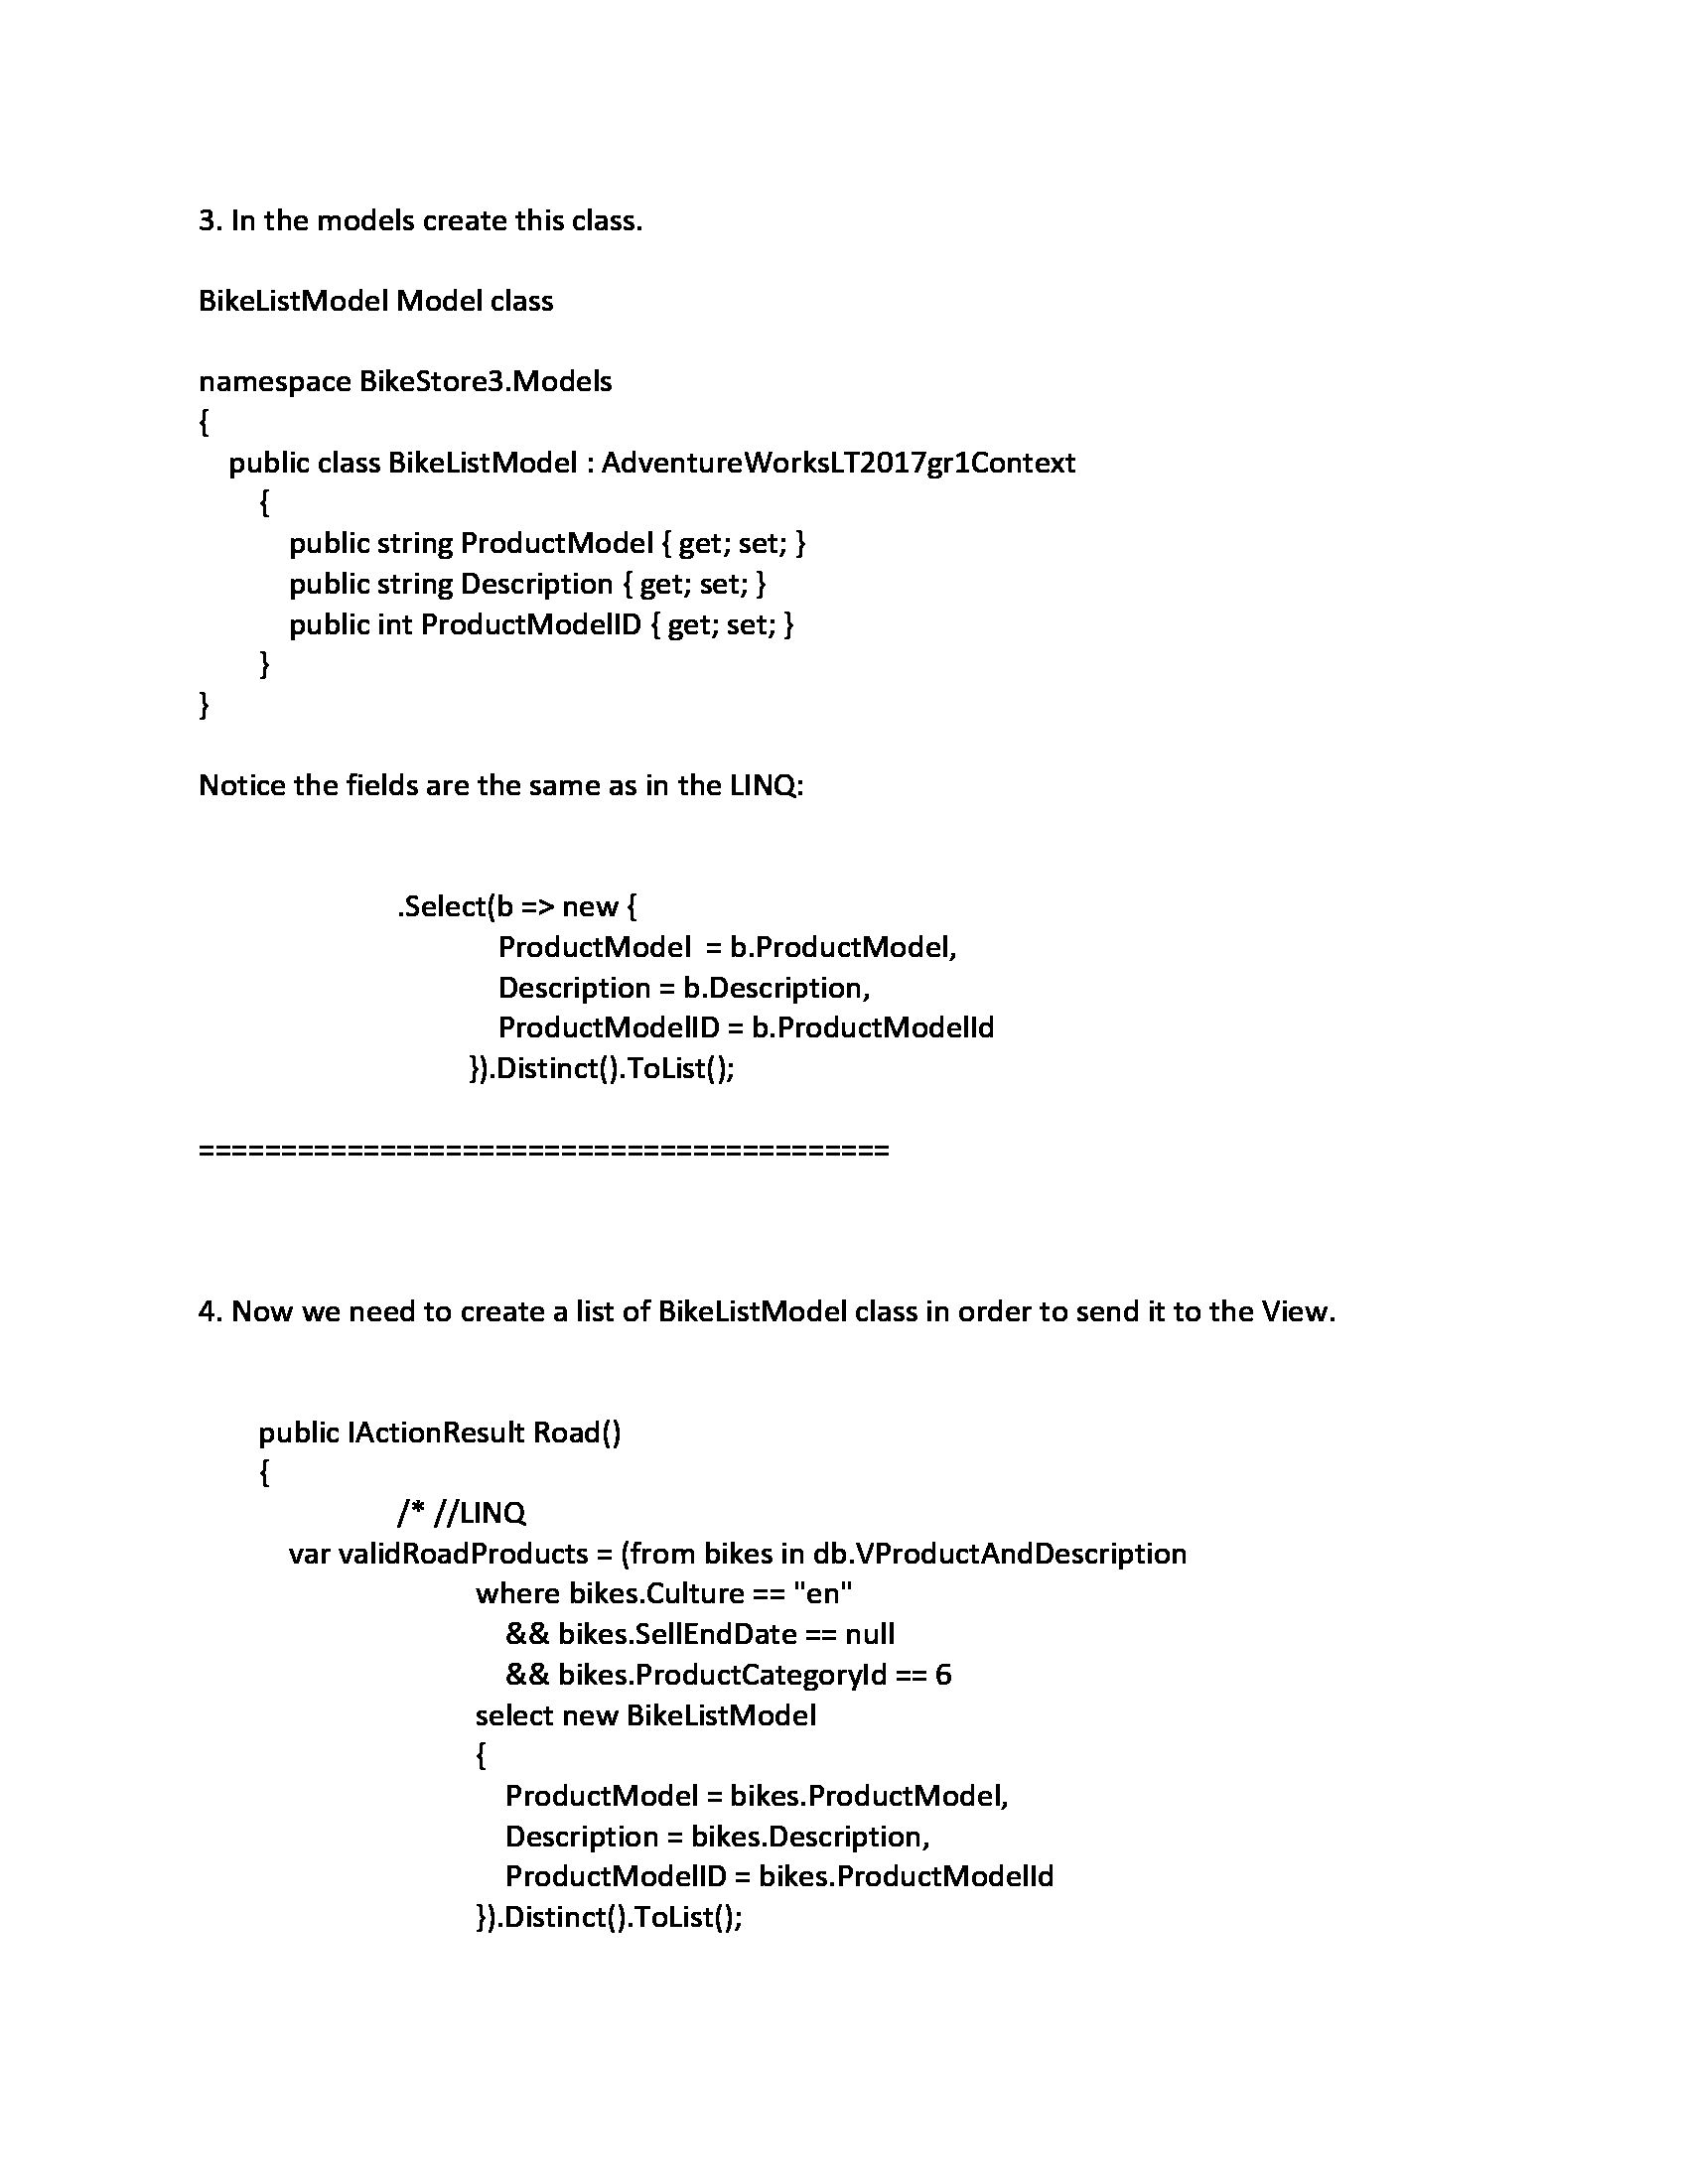 3. In the models create this class.
BikeListModel Model class
namespace BikeStore3.Models
{
public class BikeListModel : AdventureWorksLT2017gr1Context
{
public string ProductModel { get; set; }
public string Description { get; set; }
public int ProductModelID { get; set; }
}
}
Notice the fields are the same as in the LINQ:
.Select(b => new {
ProductModel  = b.ProductModel,
Description = b.Description,
ProductModelID = b.ProductModelId
}).Distinct().ToList();
==========================================
4. Now we need to create a list of BikeListModel class in order to send it to the View.
public IActionResult Road()
{
/* //LINQ
var validRoadProducts = (from bikes in db.VProductAndDescription
where bikes.Culture == "en"
&& bikes.SellEndDate == null
&& bikes.ProductCategoryId == 6
select new BikeListModel
{
ProductModel = bikes.ProductModel,
Description = bikes.Description,
ProductModelID = bikes.ProductModelId
}).Distinct().ToList();